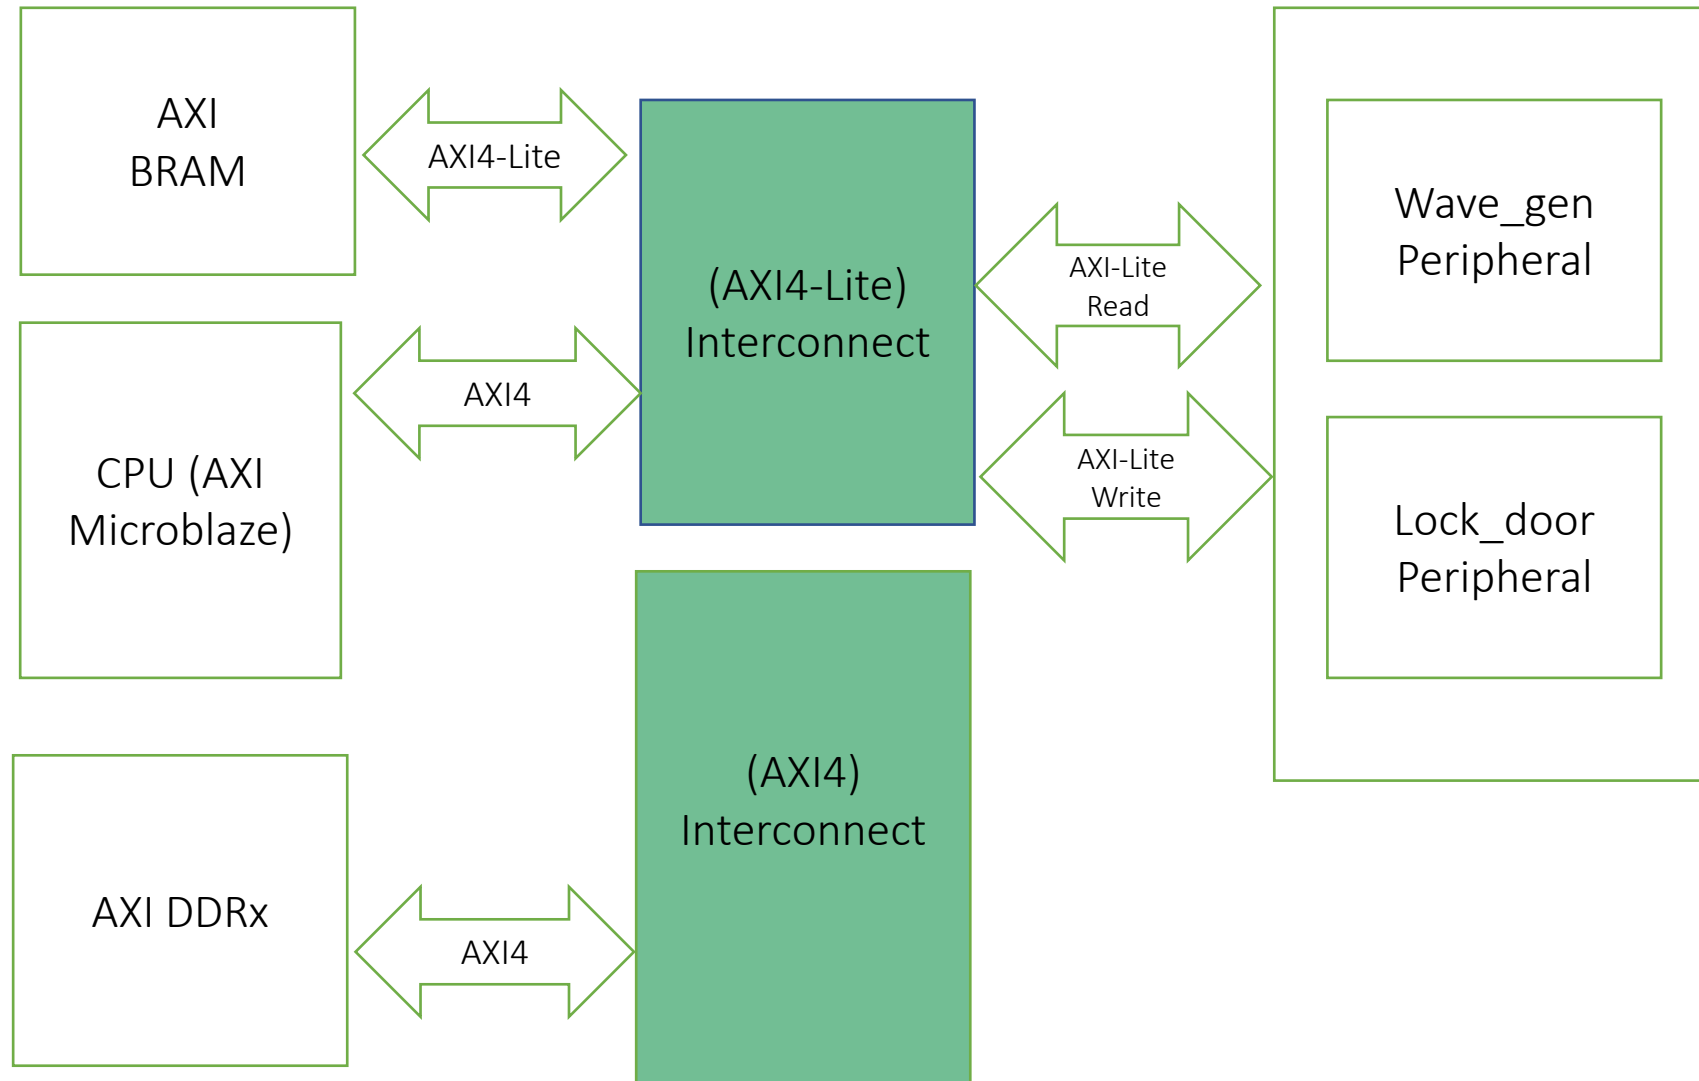 AXI
BRAM
AXI4-Lite
(AXI4-Lite)
Interconnect
AXI-Lite
Read
Wave_gen
Peripheral
CPU (AXI
Microblaze)
AXI4
AXI-Lite
Write
Lock_door
Peripheral
AXI DDRx
AXI4
(AXI4)
Interconnect